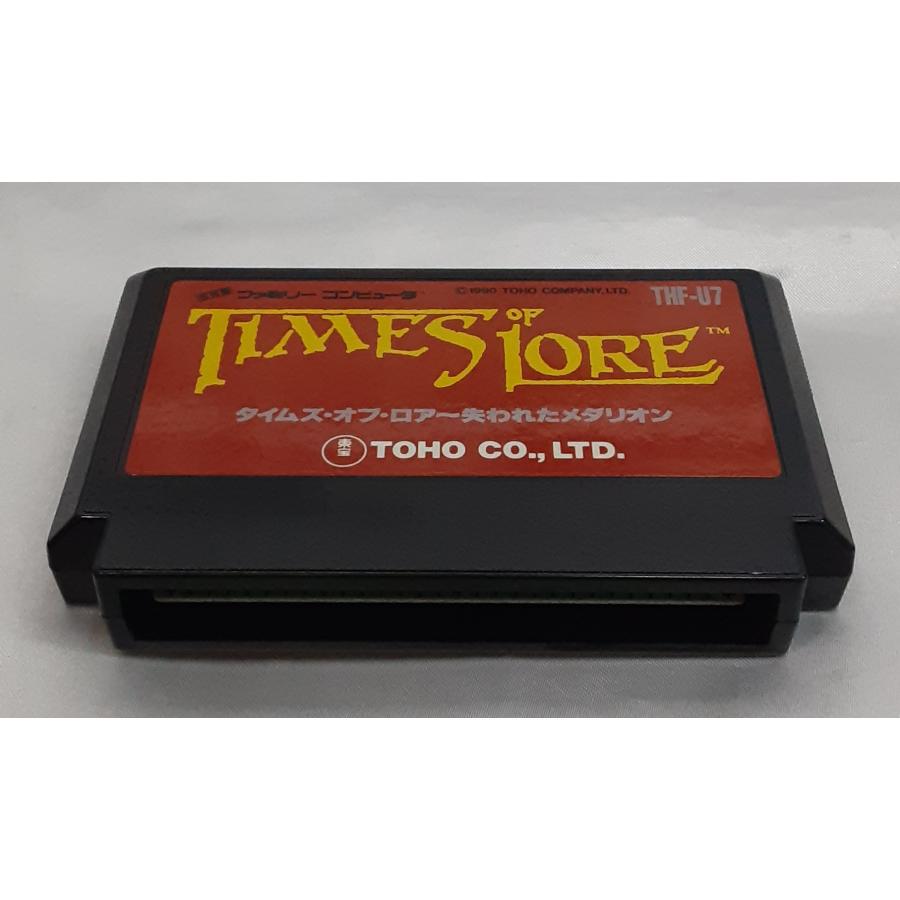 ファミリー コンピュータ ©1990 TOHO COMPANY, LTD. THF-U7
TIMES OF LORE™
タイムズ・オブ・ロアー〜失われたメダリオン
東宝 TOHO CO., LTD.